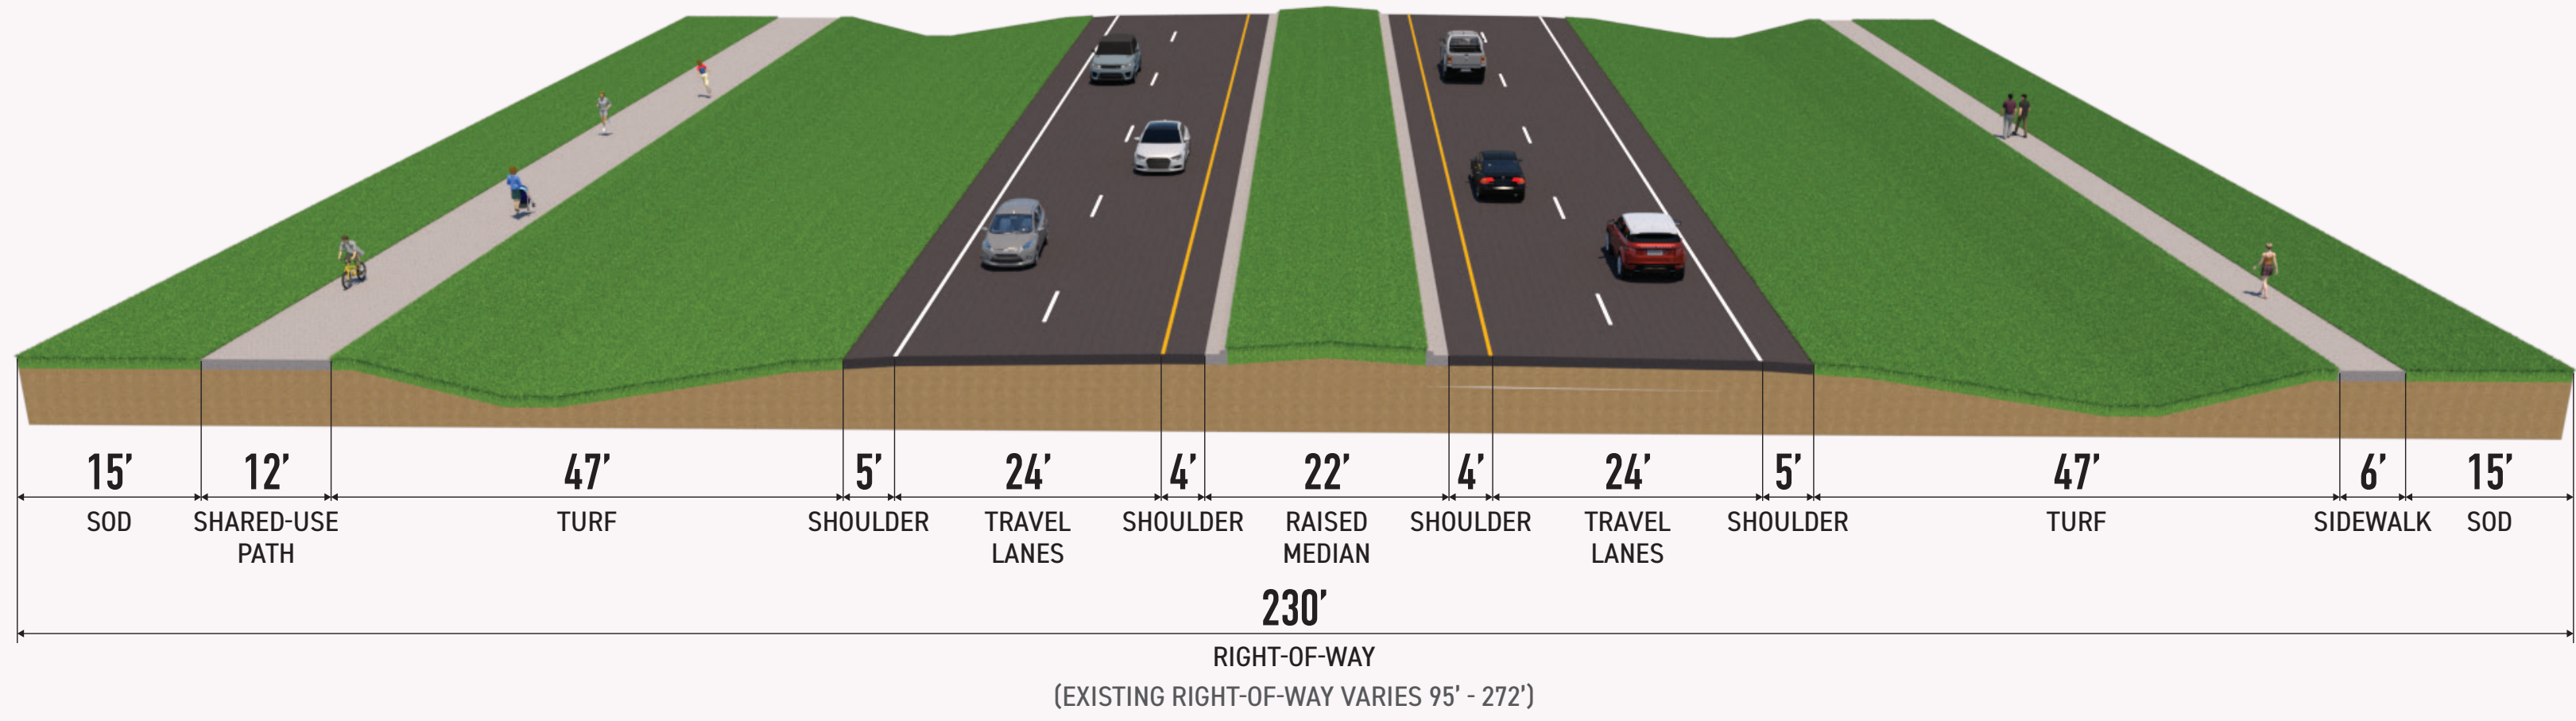 15’ 12’ 47’ 5’ 24’ 4’ 22’ 4’ 24’ 5’ 47’ 6’ 15’
SOD SHARED-USE TURF SHOULDER TRAVEL SHOULDER RAISED SHOULDER TRAVEL SHOULDER TURF SIDEWALK SOD
PATH LANES MEDIAN LANES
230’
RIGHT-OF-WAY
(EXISTING RIGHT-OF-WAY VARIES 95’ - 272’)